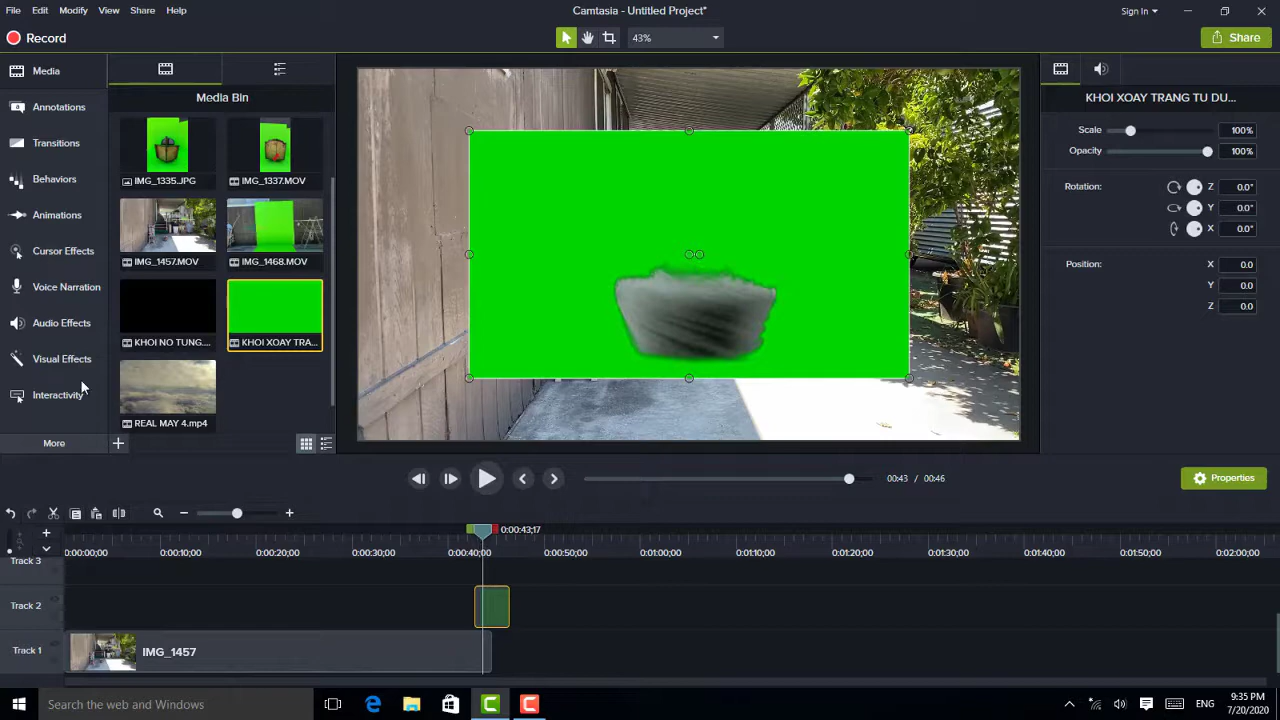 File Edit Modify View Share Help
Camtasia - Untitled Project*
Sign In
Record
43%
Share
Media
Annotations
Transitions
Behaviors
Animations
Cursor Effects
Voice Narration
Audio Effects
Visual Effects
Interactivity
More
Media Bin
IMG_1335.JPG
IMG_1337.MOV
IMG_1457.MOV
IMG_1468.MOV
KHOI NO TUNG....
KHOI XOAY TRA...
REAL MAY 4.mp4
KHOI XOAY TRANG TU DU...
Scale 100%
Opacity 100%
Rotation: Z 0.0°
Y 0.0°
X 0.0°
Position: X 0.0
Y 0.0
Z 0.0
00:43 / 00:46
Properties
0:00:43;17
0:00:00;00 0:00:10;00 0:00:20;00 0:00:30;00 0:00:40;00 0:00:50;00 0:01:00;00 0:01:10;00 0:01:20;00 0:01:30;00 0:01:40;00 0:01:50;00 0:02:00;00
Track 3
Track 2
Track 1
IMG_1457
Search the web and Windows
ENG
9:35 PM
7/20/2020